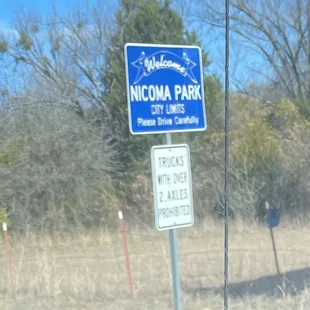 Welcome
NICOMA PARK
CITY LIMITS
Please Drive Carefully
TRUCKS
WITH OVER
2 AXLES
PROHIBITED